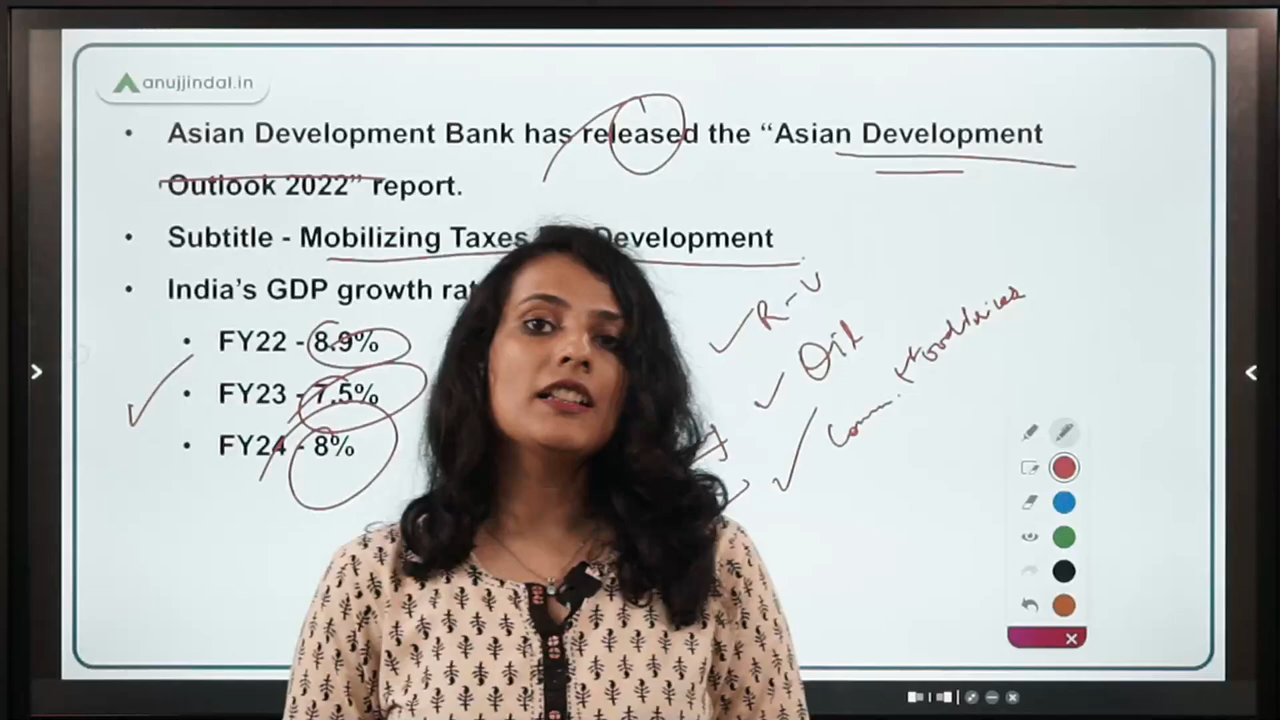 anujjindal.in
• Asian Development Bank has released the “Asian Development
Outlook 2022” report.
• Subtitle - Mobilizing Taxes Development
• India’s GDP growth
• FY22 - 8.9%
• FY23 - 7.5%
• FY24 - 8%
R-U
Oil
Comm.